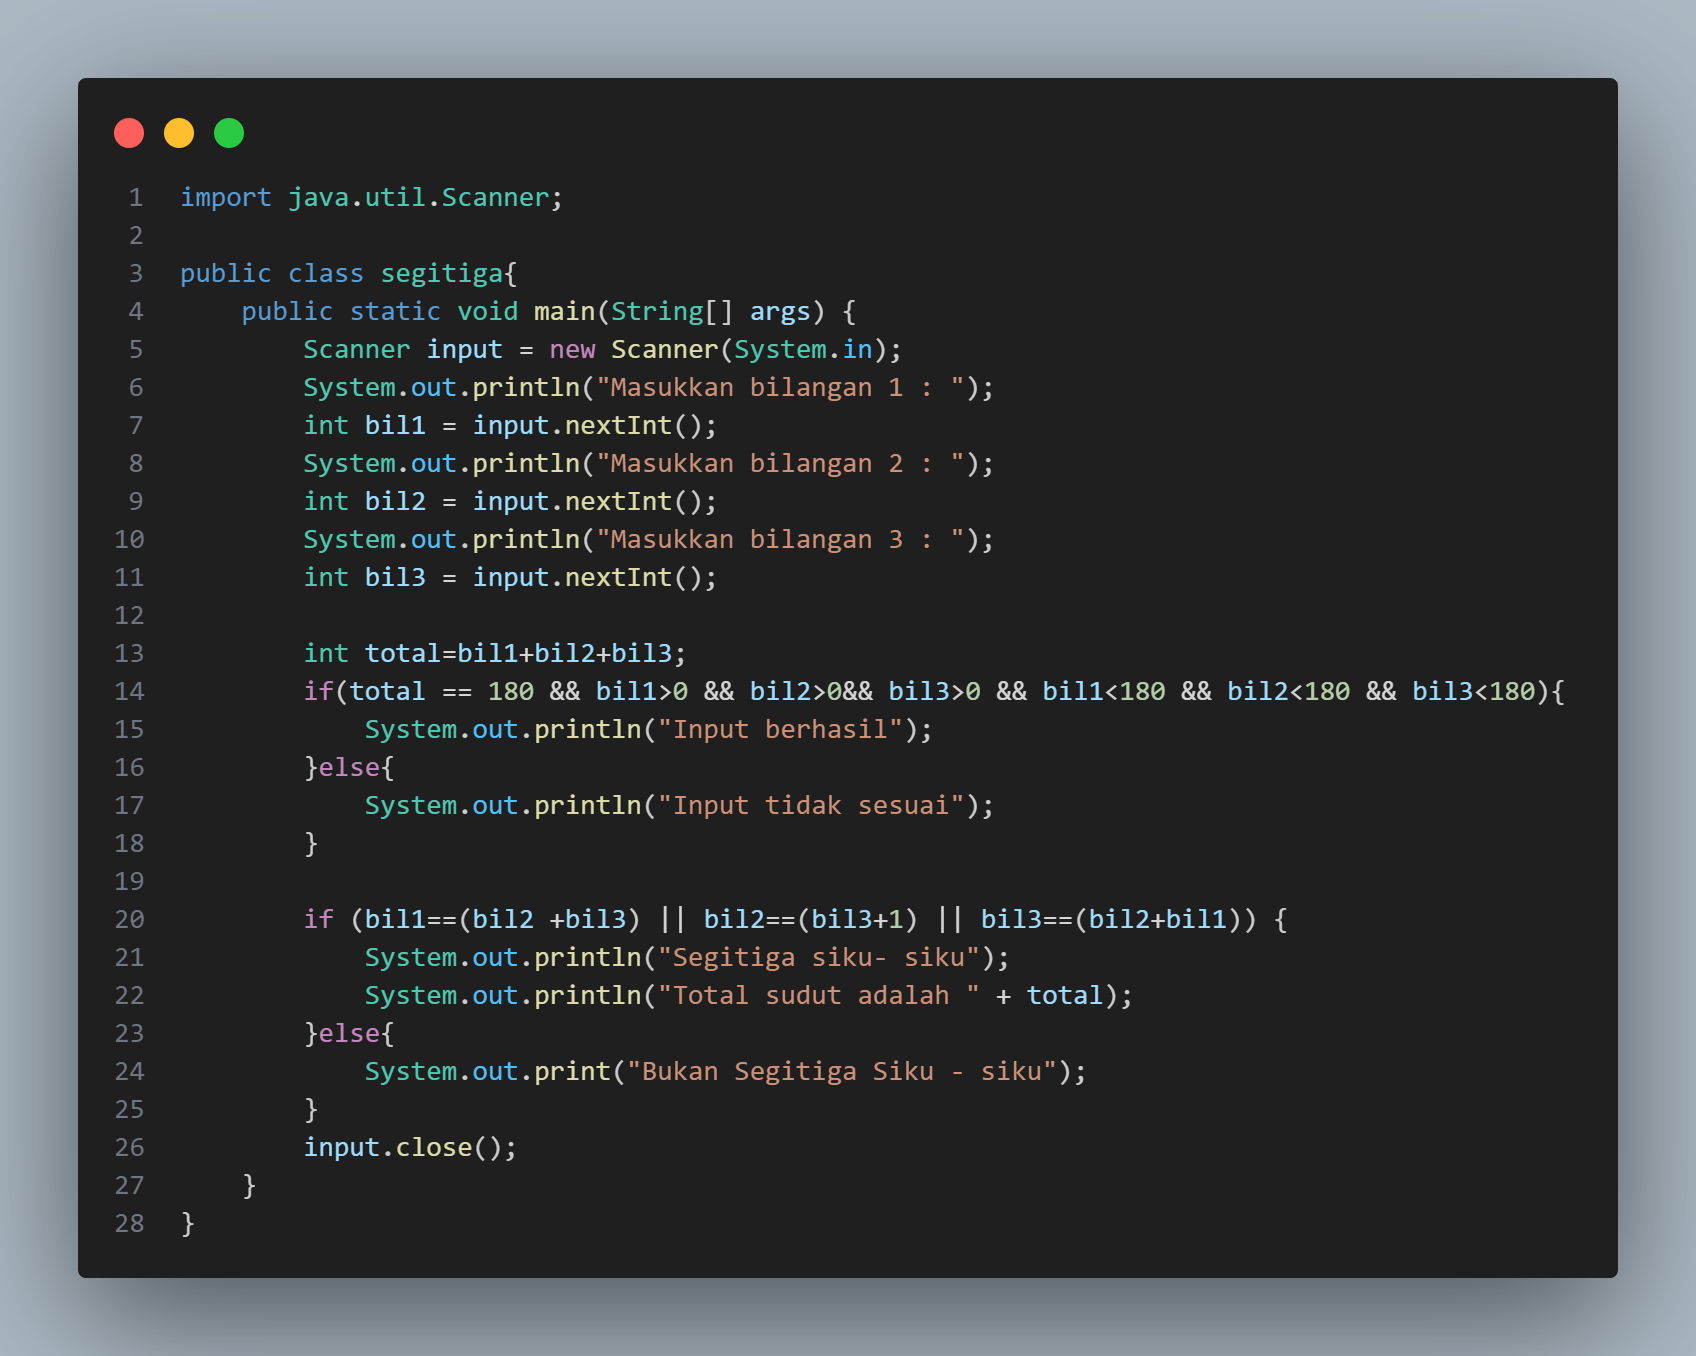 1 import java.util.Scanner;
2
3 public class segitiga{
4     public static void main(String[] args) {
5         Scanner input = new Scanner(System.in);
6         System.out.println("Masukkan bilangan 1 : ");
7         int bil1 = input.nextInt();
8         System.out.println("Masukkan bilangan 2 : ");
9         int bil2 = input.nextInt();
10         System.out.println("Masukkan bilangan 3 : ");
11         int bil3 = input.nextInt();
12
13         int total=bil1+bil2+bil3;
14         if(total == 180 && bil1>0 && bil2>0&& bil3>0 && bil1<180 && bil2<180 && bil3<180){
15             System.out.println("Input berhasil");
16         }else{
17             System.out.println("Input tidak sesuai");
18         }
19
20         if (bil1==(bil2 +bil3) || bil2==(bil3+1) || bil3==(bil2+bil1)) {
21             System.out.println("Segitiga siku- siku");
22             System.out.println("Total sudut adalah " + total);
23         }else{
24             System.out.print("Bukan Segitiga Siku - siku");
25         }
26         input.close();
27     }
28 }